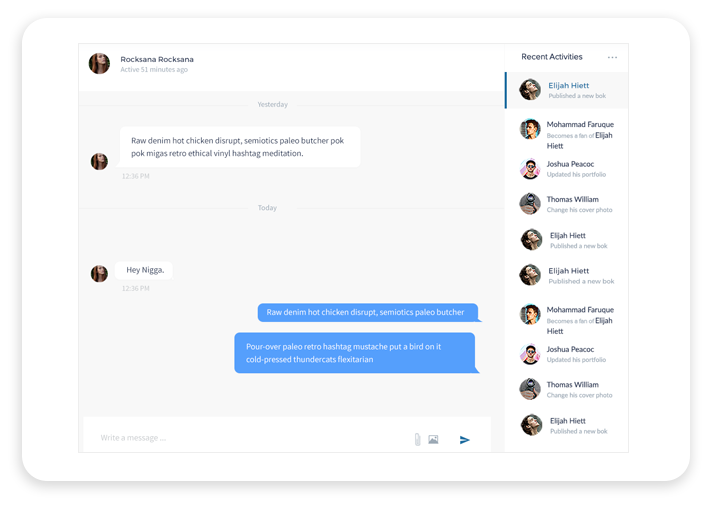 Rocksana Rocksana
Active 51 minutes ago
Yesterday
Raw denim hot chicken disrupt, semiotics paleo butcher pok
pok migas retro ethical vinyl hashtag meditation.
12:36 PM
Today
Hey Nigga,
12:36 PM
Raw denim hot chicken disrupt, semiotics paleo butcher
Pour-over paleo retro hashtag mustache put a bird on it
cold-pressed thundercats flexitarian
Write a message ...
Recent Activities
Elijah Hiett
Published a new bok
Mohammad Faruque
Becomes a fan of Elijah
Hiett
Joshua Peacoc
Updated his portfolio
Thomas William
Change his cover photo
Elijah Hiett
Published a new bok
Elijah Hiett
Published a new bok
Mohammad Faruque
Becomes a fan of Elijah
Hiett
Joshua Peacoc
Updated his portfolio
Thomas William
Change his cover photo
Elijah Hiett
Published a new bok